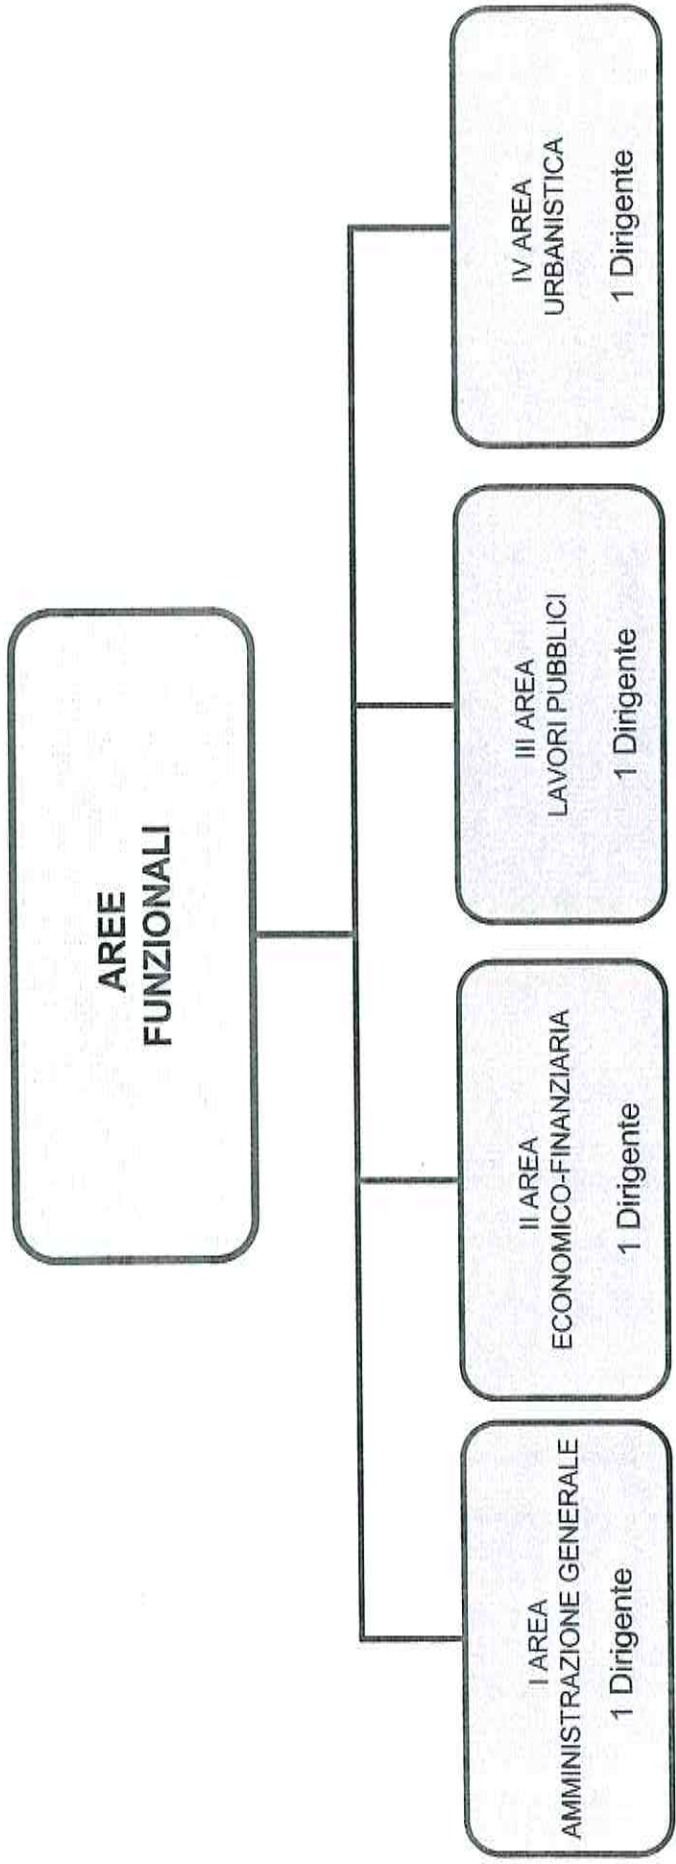 AREE
FUNZIONALI
I AREA
AMMINISTRAZIONE GENERALE
1 Dirigente
II AREA
ECONOMICO-FINANZIARIA
1 Dirigente
III AREA
LAVORI PUBBLICI
1 Dirigente
IV AREA
URBANISTICA
1 Dirigente